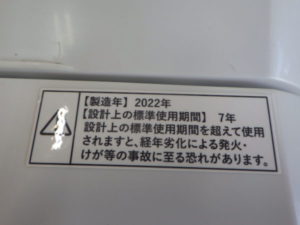 【製造年】 2022年
【設計上の標準使用期間】 7年
設計上の標準使用期間を超えて使用
されますと、経年劣化による発火・
けが等の事故に至る恐れがあります。